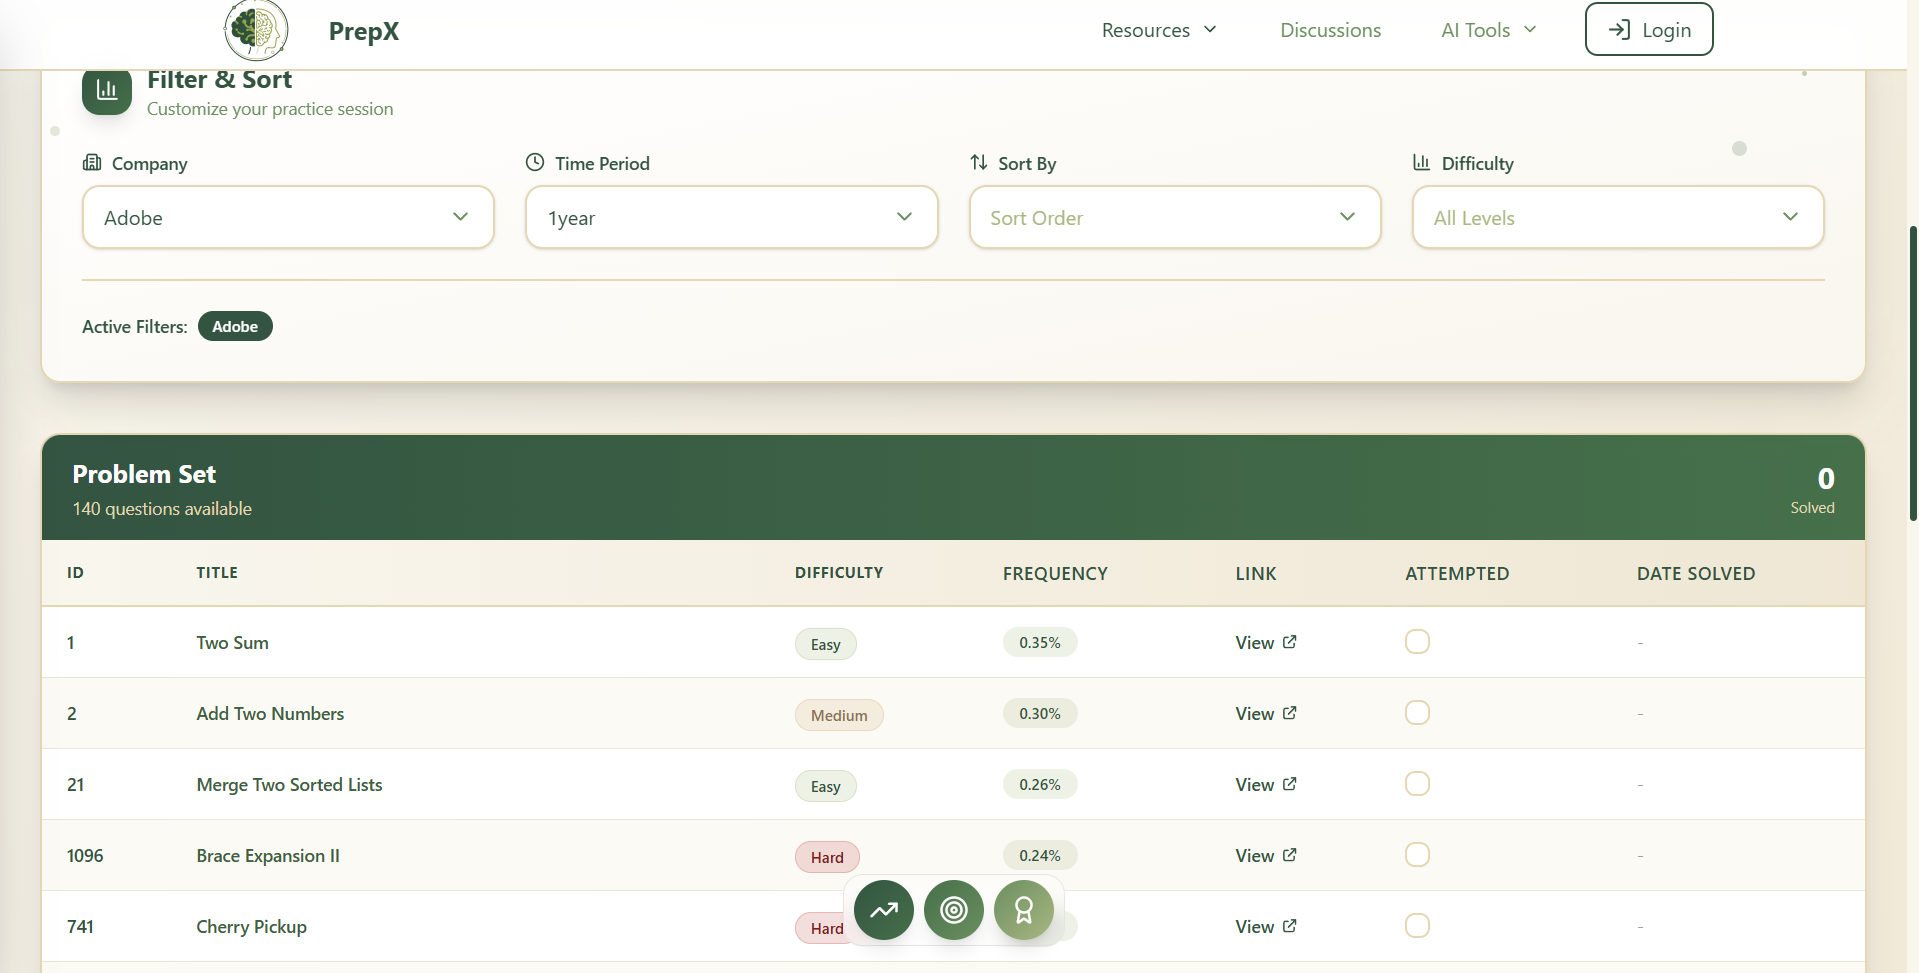 PrepX
Resources
Discussions
AI Tools
Login
Filter & Sort
Customize your practice session
Company
Time Period
Sort By
Difficulty
Adobe
1year
Sort Order
All Levels
Active Filters: Adobe
Problem Set
140 questions available
0
Solved
ID TITLE DIFFICULTY FREQUENCY LINK ATTEMPTED DATE SOLVED
1 Two Sum Easy 0.35% View -
2 Add Two Numbers Medium 0.30% View -
21 Merge Two Sorted Lists Easy 0.26% View -
1096 Brace Expansion II Hard 0.24% View -
741 Cherry Pickup Hard View -